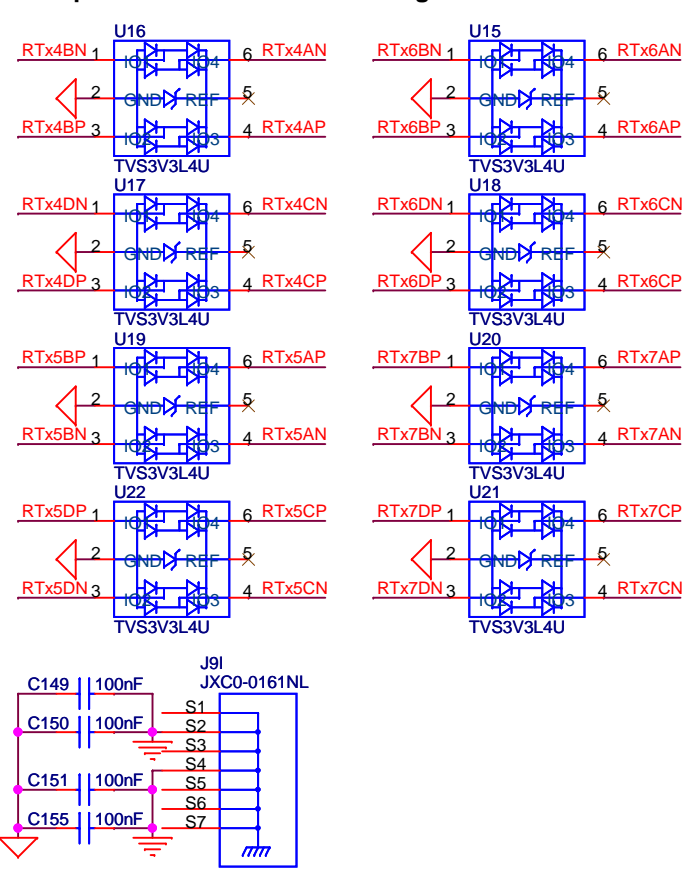 U16
RTx4BN 1 IO1 IO4 6 RTx4AN
2 GND REF 5
RTx4BP 3 IO2 IO3 4 RTx4AP
TVS3V3L4U
U15
RTx6BN 1 IO1 IO4 6 RTx6AN
2 GND REF 5
RTx6BP 3 IO2 IO3 4 RTx6AP
TVS3V3L4U
U17
RTx4DN 1 IO1 IO4 6 RTx4CN
2 GND REF 5
RTx4DP 3 IO2 IO3 4 RTx4CP
TVS3V3L4U
U18
RTx6DN 1 IO1 IO4 6 RTx6CN
2 GND REF 5
RTx6DP 3 IO2 IO3 4 RTx6CP
TVS3V3L4U
U19
RTx5BP 1 IO1 IO4 6 RTx5AP
2 GND REF 5
RTx5BN 3 IO2 IO3 4 RTx5AN
TVS3V3L4U
U20
RTx7BP 1 IO1 IO4 6 RTx7AP
2 GND REF 5
RTx7BN 3 IO2 IO3 4 RTx7AN
TVS3V3L4U
U22
RTx5DP 1 IO1 IO4 6 RTx5CP
2 GND REF 5
RTx5DN 3 IO2 IO3 4 RTx5CN
TVS3V3L4U
U21
RTx7DP 1 IO1 IO4 6 RTx7CP
2 GND REF 5
RTx7DN 3 IO2 IO3 4 RTx7CN
TVS3V3L4U
J9I
JXC0-0161NL
C149 100nF
S1
C150 100nF S2
S3
S4
C151 100nF S5
S6
C155 100nF S7